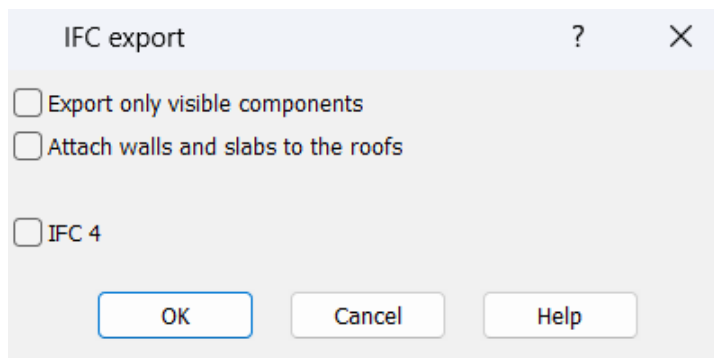 IFC export ?
Export only visible components
Attach walls and slabs to the roofs
IFC 4
OK Cancel Help